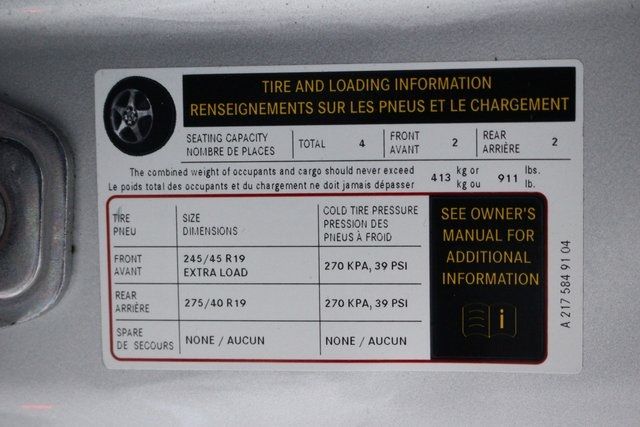 TIRE AND LOADING INFORMATION
RENSEIGNEMENTS SUR LES PNEUS ET LE CHARGEMENT
SEATING CAPACITY
NOMBRE DE PLACES
TOTAL 4
FRONT
AVANT
2
REAR
ARRIÈRE
2
The combined weight of occupants and cargo should never exceed
Le poids total des occupants et du chargement ne doit jamais dépasser
413 kg or
kg ou
911 lbs.
lb.
TIRE
PNEU
SIZE
DIMENSIONS
COLD TIRE PRESSURE
PRESSION DES
PNEUS À FROID
FRONT
AVANT
245/45 R19
EXTRA LOAD
270 KPA, 39 PSI
REAR
ARRIÈRE
275/40 R19
270 KPA, 39 PSI
SPARE
DE SECOURS
NONE / AUCUN
NONE / AUCUN
SEE OWNER'S
MANUAL FOR
ADDITIONAL
INFORMATION
i
A 217 584 91 04